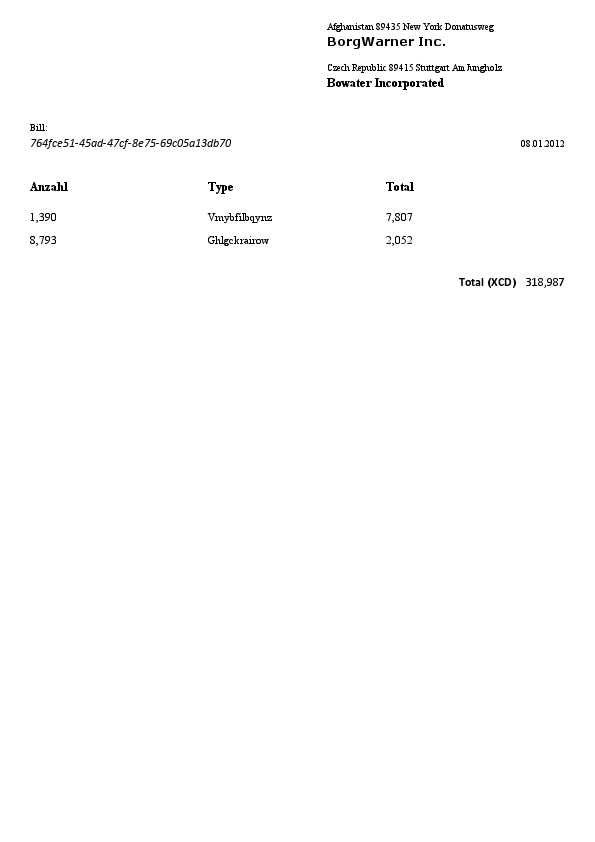 Afghanistan 89435 New York Donatusweg
BorgWarner Inc.
Czech Republic 89415 Stuttgart Am Jungholz
Bowater Incorporated
Bill:
764fce51-45ad-47cf-8e75-69c05a13db70 08.01.2012
Anzahl Type Total
1,390 Vmybfilbqynz 7,807
8,793 Ghlgckrairow 2,052
Total (XCD) 318,987